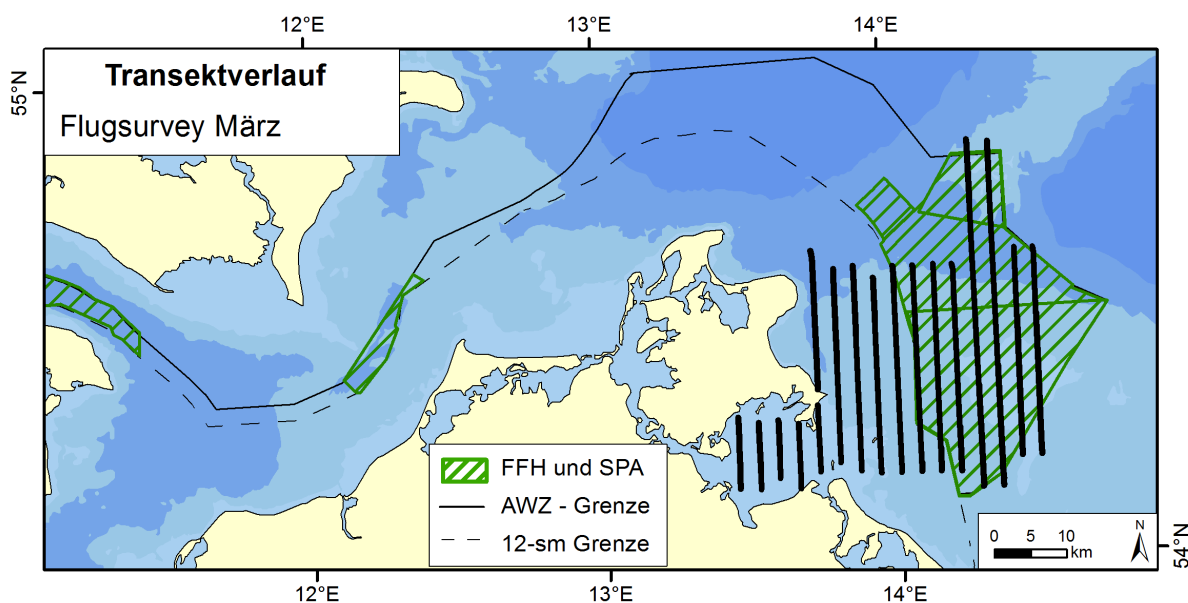 12°E 13°E 14°E
55°N
Transektverlauf
Flugsurvey März
FFH und SPA
AWZ - Grenze
12-sm Grenze
0 5 10
km
N
54°N
12°E 13°E 14°E